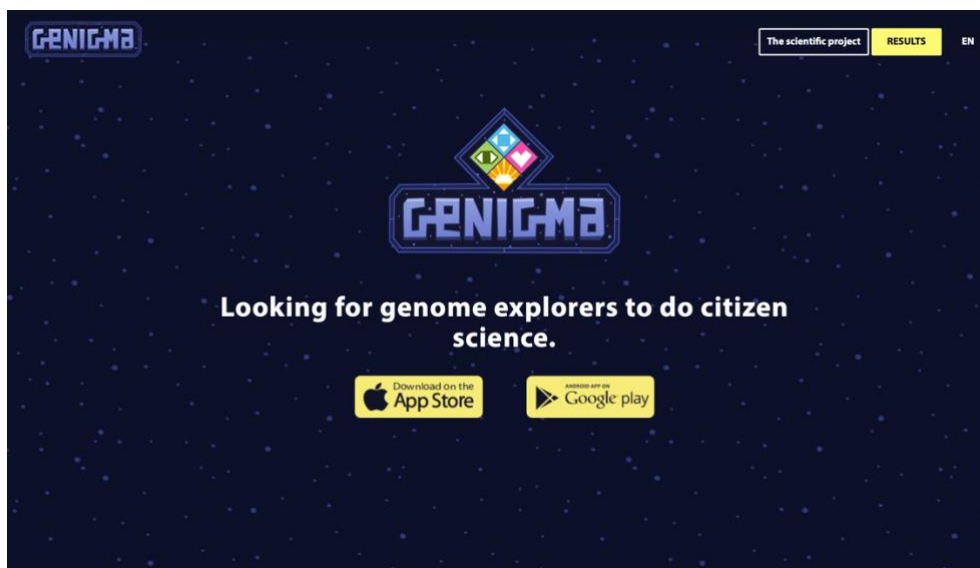 GENIGMA
The scientific project
RESULTS
EN
GENIGMA
Looking for genome explorers to do citizen
science.
Download on the
App Store
ANDROID APP ON
Google play